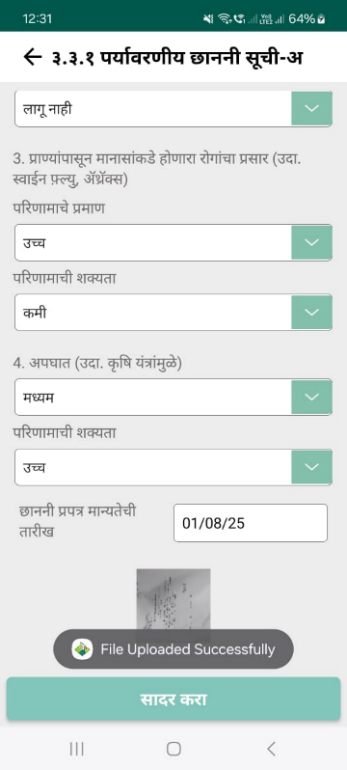 12:31
64%
३.३.१ पर्यावरणीय छाननी सूची-अ
लागू नाही
3. प्राण्यांपासून मानासांकडे होणारा रोगांचा प्रसार (उदा.
स्वाईन फ़्ल्यु, अ‍ॅथ्रॅक्स)
परिणामाचे प्रमाण
उच्च
परिणामाची शक्यता
कमी
4. अपघात (उदा. कृषि यंत्रांमुळे)
मध्यम
परिणामाची शक्यता
उच्च
छाननी प्रपत्र मान्यतेची
तारीख
01/08/25
File Uploaded Successfully
सादर करा